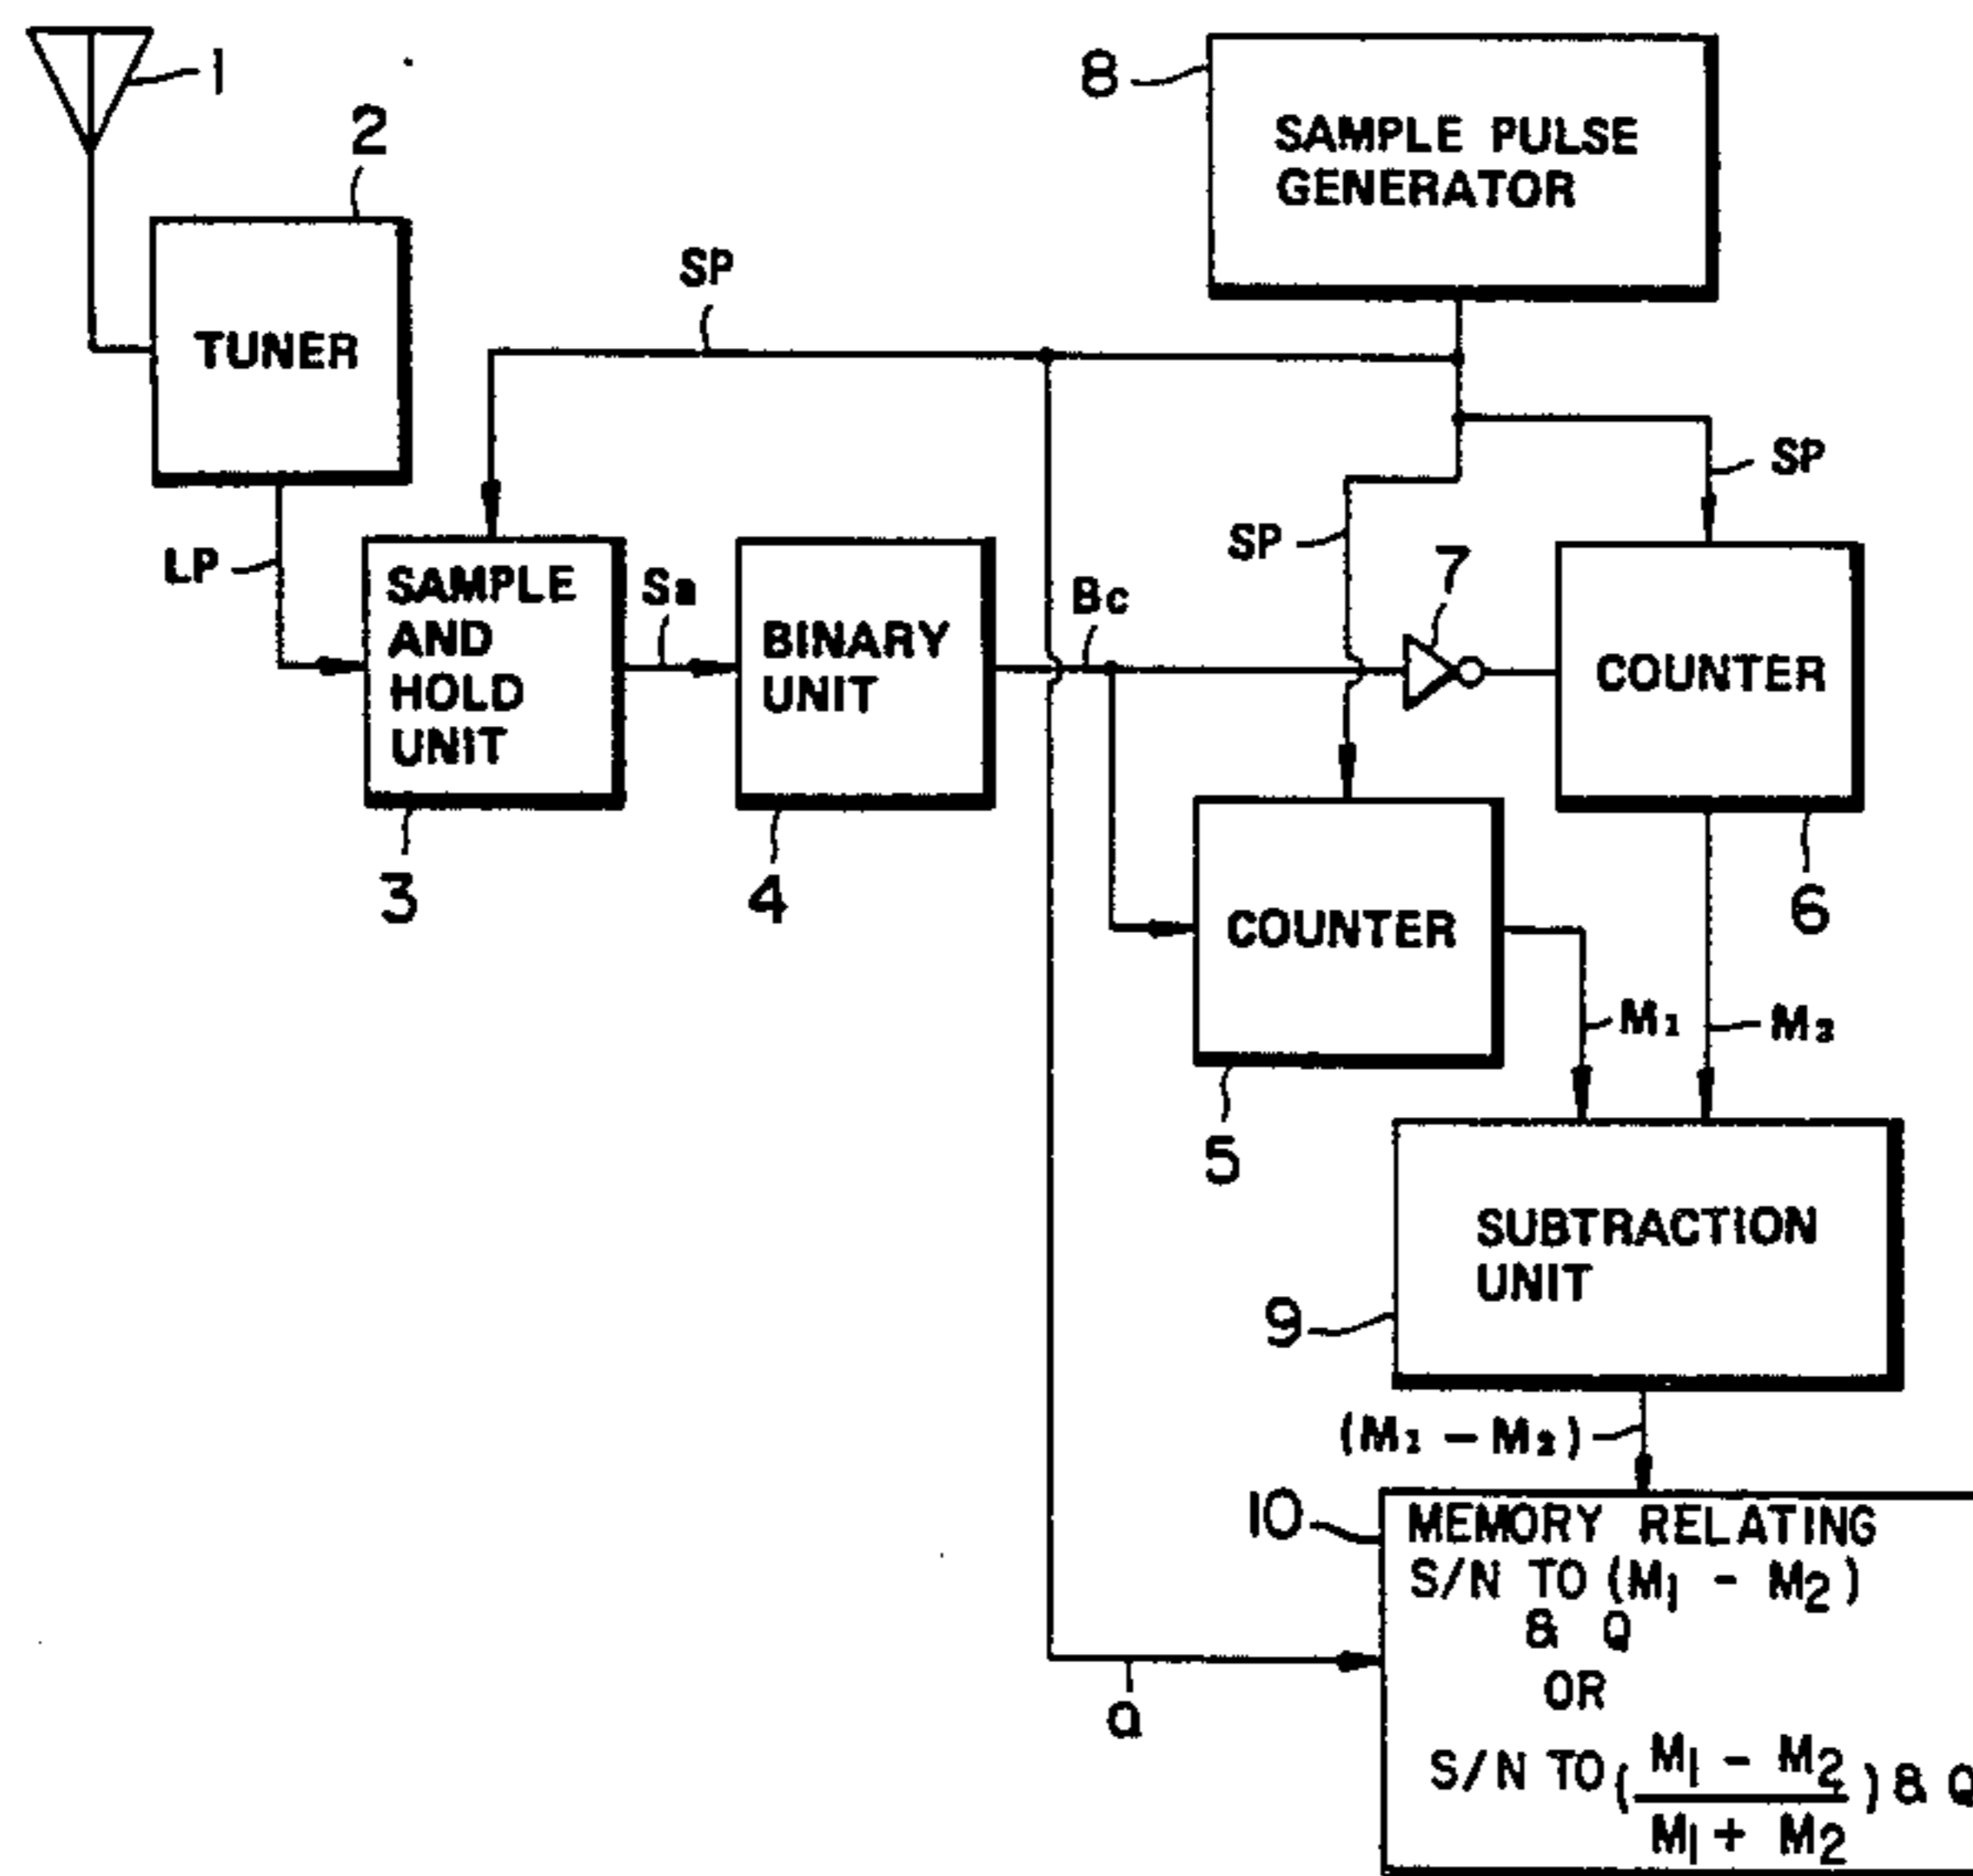 1
2
8
SAMPLE PULSE
GENERATOR
SP
TUNER
SP
LP
SP
7
SAMPLE
AND
HOLD
UNIT
Sa
BINARY
UNIT
Bc
COUNTER
3
4
6
COUNTER
M₁
M₂
5
SUBTRACTION
UNIT
9
(M₁ - M₂)
10
MEMORY RELATING
S/N TO (M₁ - M₂)
& Q
OR
a
S/N TO (M₁ - M₂ / M₁ + M₂) & Q